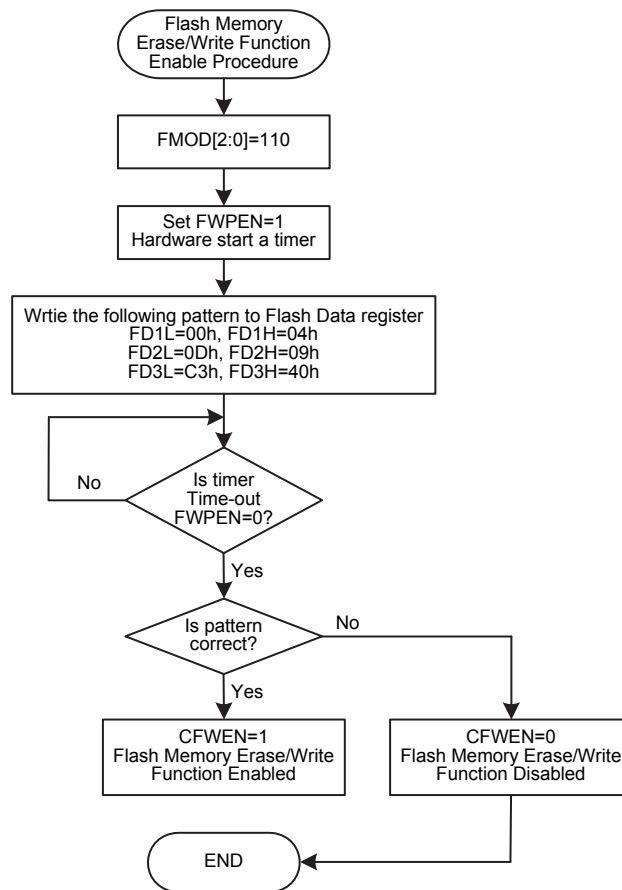 Flash Memory
Erase/Write Function
Enable Procedure
FMOD[2:0]=110
Set FWPEN=1
Hardware start a timer
Wrtie the following pattern to Flash Data register
FD1L=00h, FD1H=04h
FD2L=0Dh, FD2H=09h
FD3L=C3h, FD3H=40h
Is timer
Time-out
FWPEN=0?
No
Yes
Is pattern
correct?
No
Yes
CFWEN=1
Flash Memory Erase/Write
Function Enabled
CFWEN=0
Flash Memory Erase/Write
Function Disabled
END